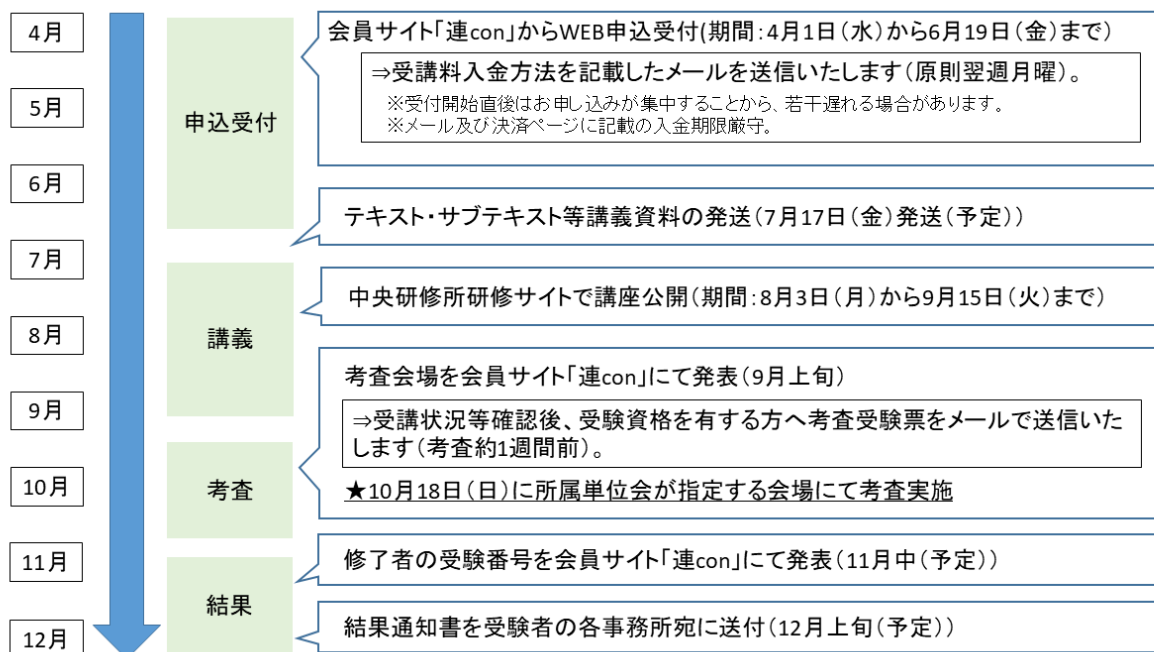 4月
5月
6月
7月
8月
9月
10月
11月
12月
申込受付
会員サイト「連con」からWEB申込受付(期間:4月1日(水)から6月19日(金)まで)
⇒受講料入金方法を記載したメールを送信いたします(原則翌週月曜)。
※受付開始直後はお申し込みが集中することから、若干遅れる場合があります。
※メール及び決済ページに記載の入金期限厳守。
テキスト・サブテキスト等講義資料の発送(7月17日(金)発送(予定))
講義
中央研修所研修サイトで講座公開(期間:8月3日(月)から9月15日(火)まで)
考査
考査会場を会員サイト「連con」にて発表(9月上旬)
⇒受講状況等確認後、受験資格を有する方へ考査受験票をメールで送信いた
します(考査約1週間前)。
★10月18日(日)に所属単位会が指定する会場にて考査実施
結果
修了者の受験番号を会員サイト「連con」にて発表(11月中(予定))
結果通知書を受験者の各事務所宛に送付(12月上旬(予定))